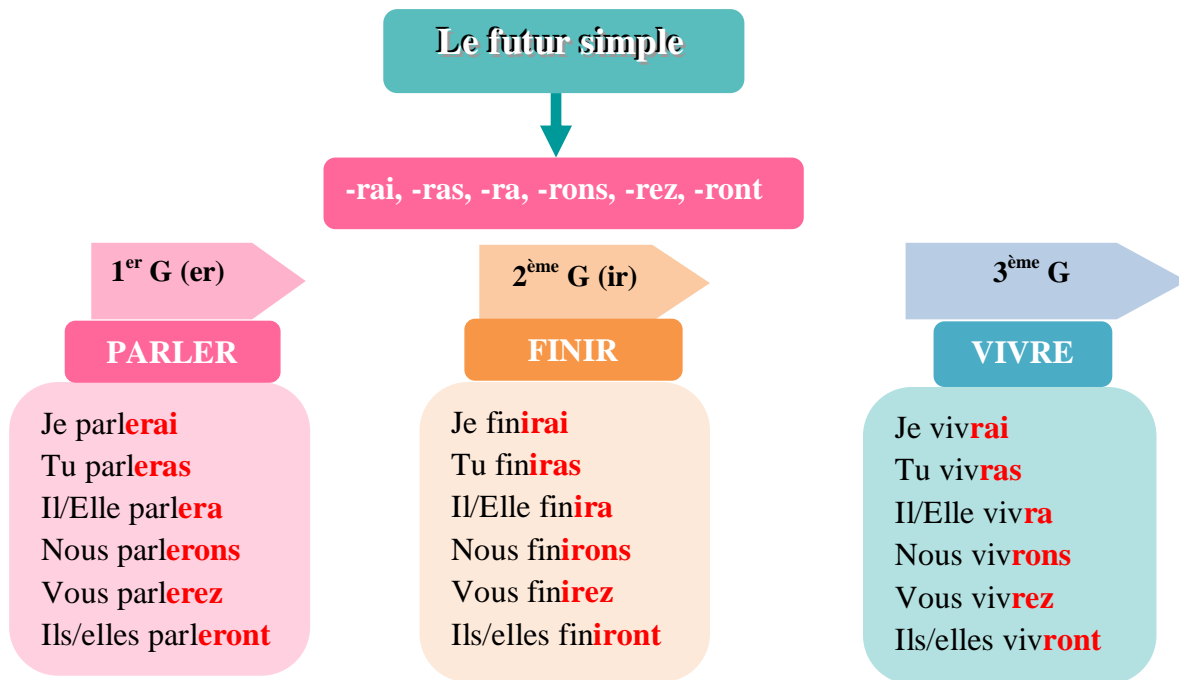 Le futur simple
-rai, -ras, -ra, -rons, -rez, -ront
1er G (er)
PARLER
Je parlerai
Tu parleras
Il/Elle parlera
Nous parlerons
Vous parlerez
Ils/elles parleront
2ème G (ir)
FINIR
Je finirai
Tu finiras
Il/Elle finira
Nous finirons
Vous finirez
Ils/elles finiront
3ème G
VIVRE
Je vivrai
Tu vivras
Il/Elle vivra
Nous vivrons
Vous vivrez
Ils/elles vivront